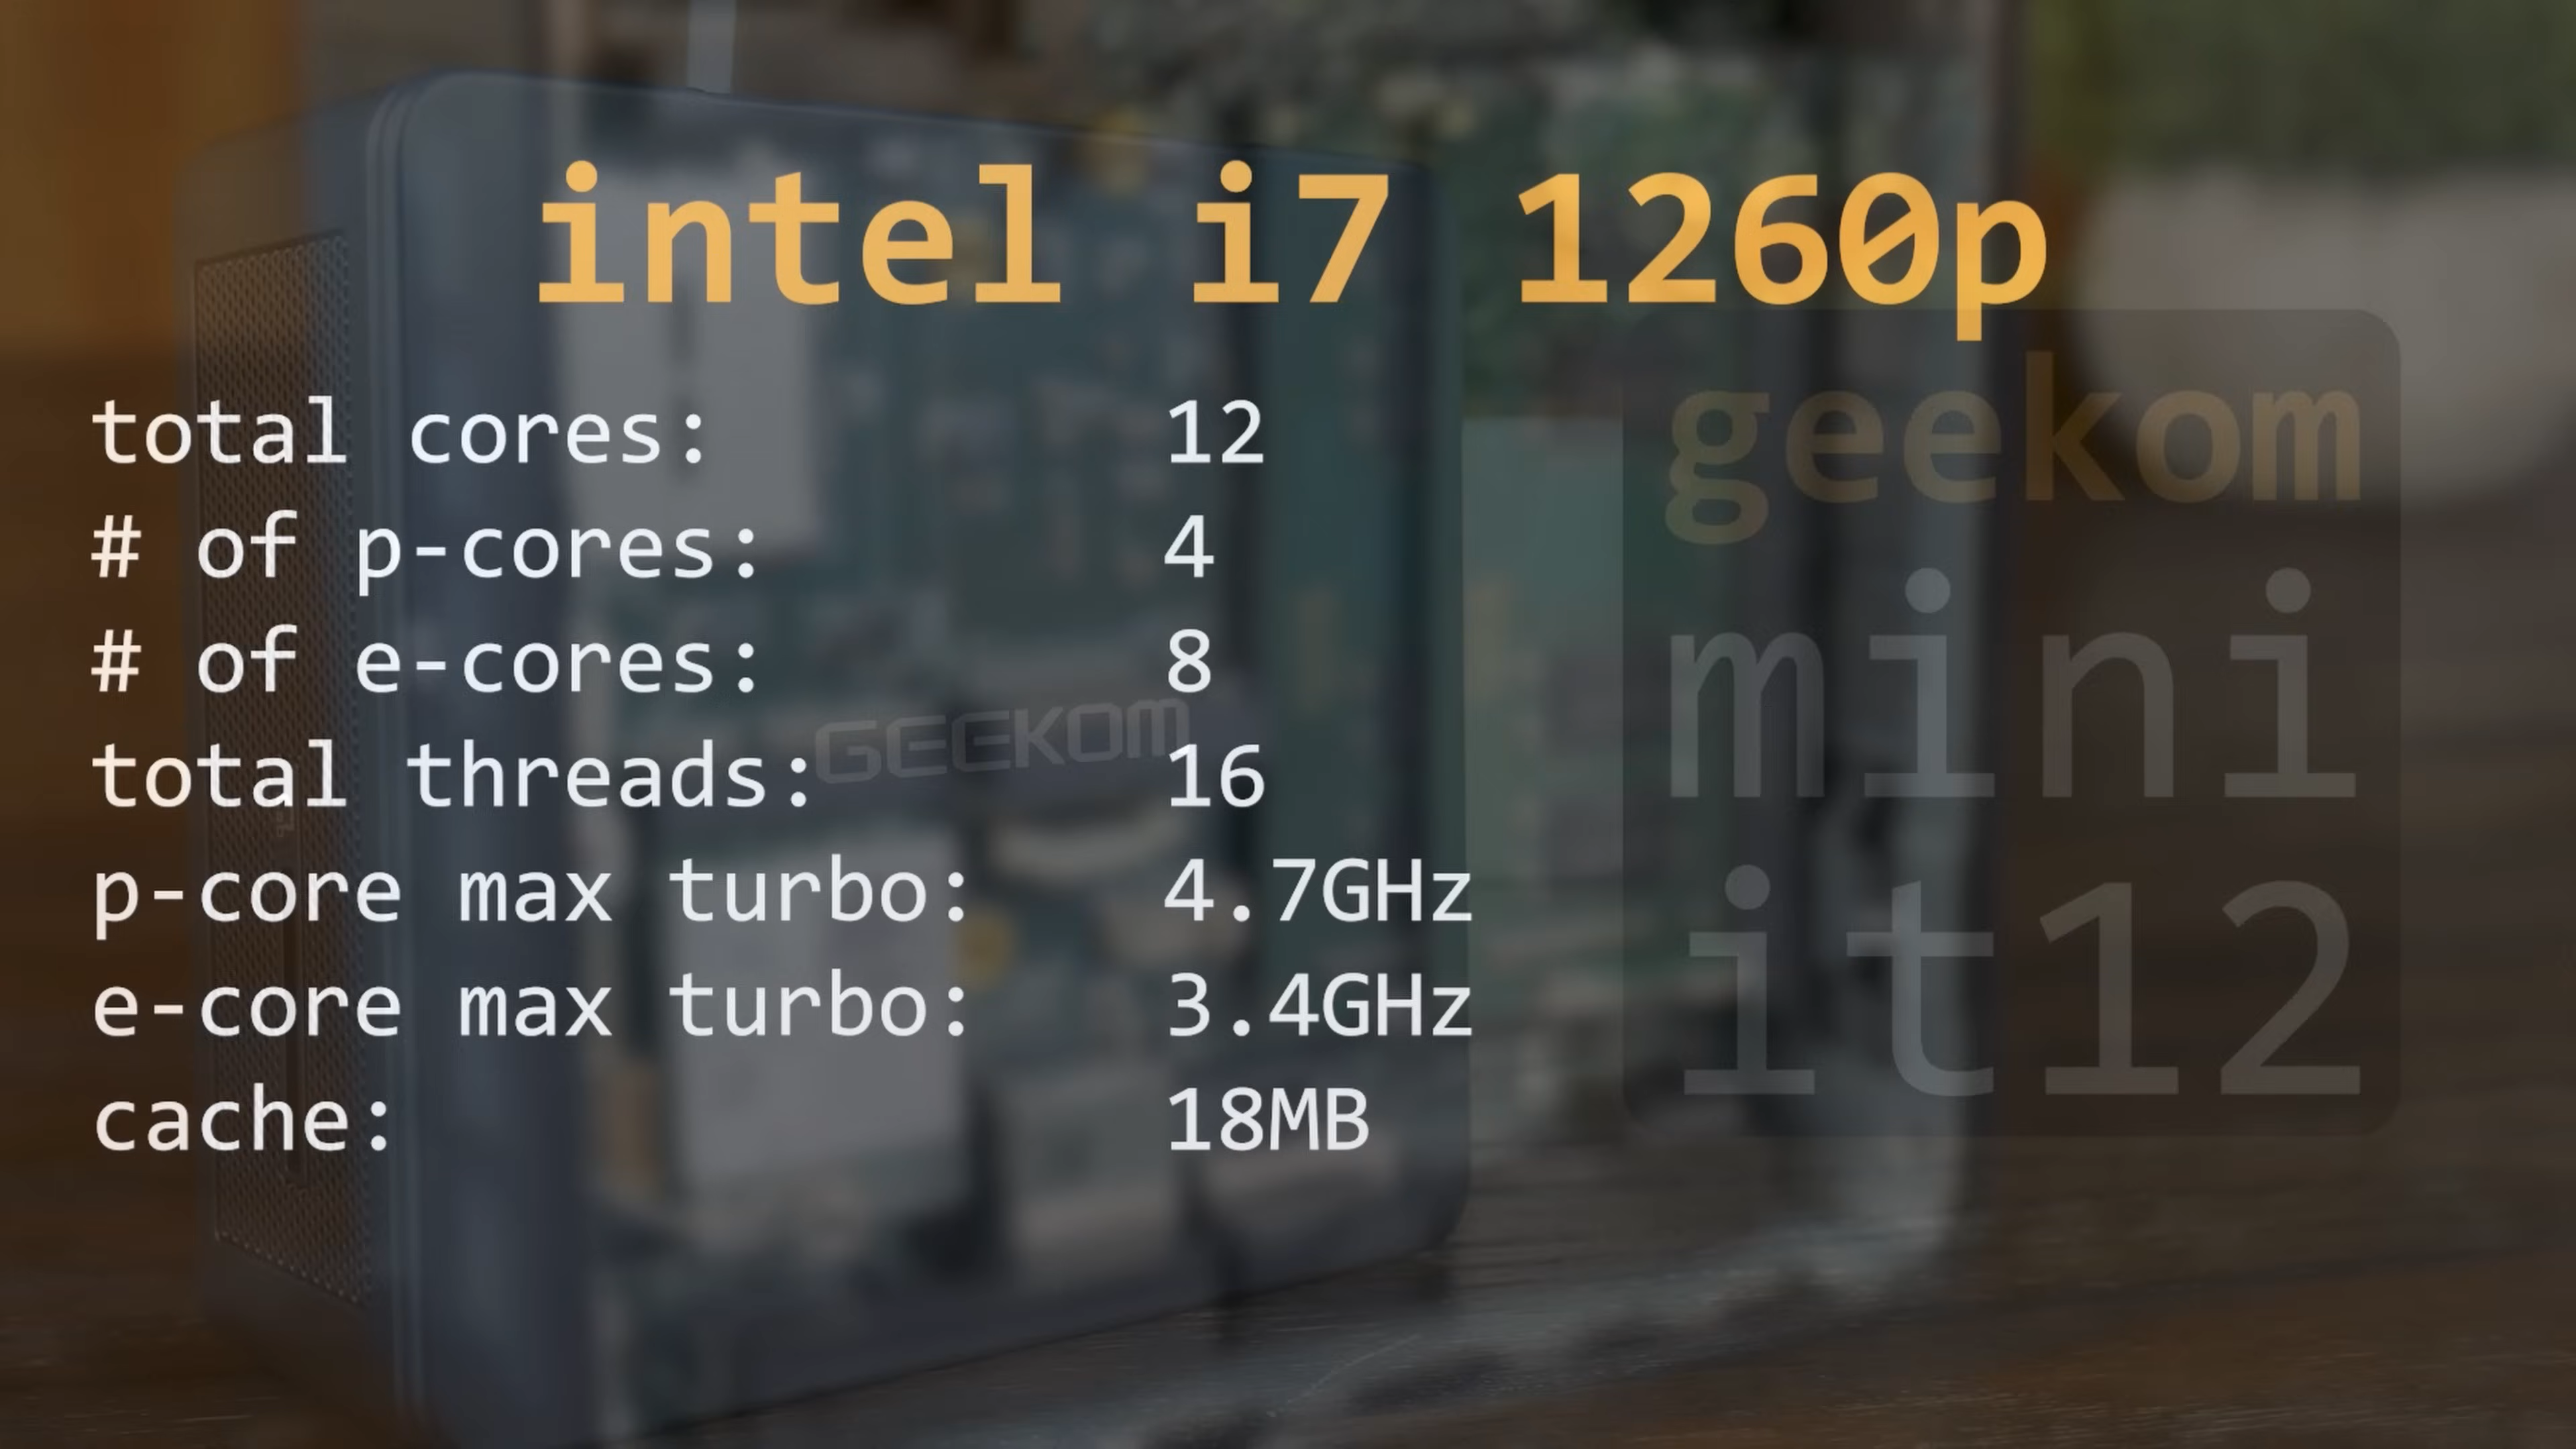 intel i7 1260p
total cores: 12
# of p-cores: 4
# of e-cores: 8
total threads: 16
p-core max turbo: 4.7GHz
e-core max turbo: 3.4GHz
cache: 18MB
GEEKOM
geekom
mini
it12